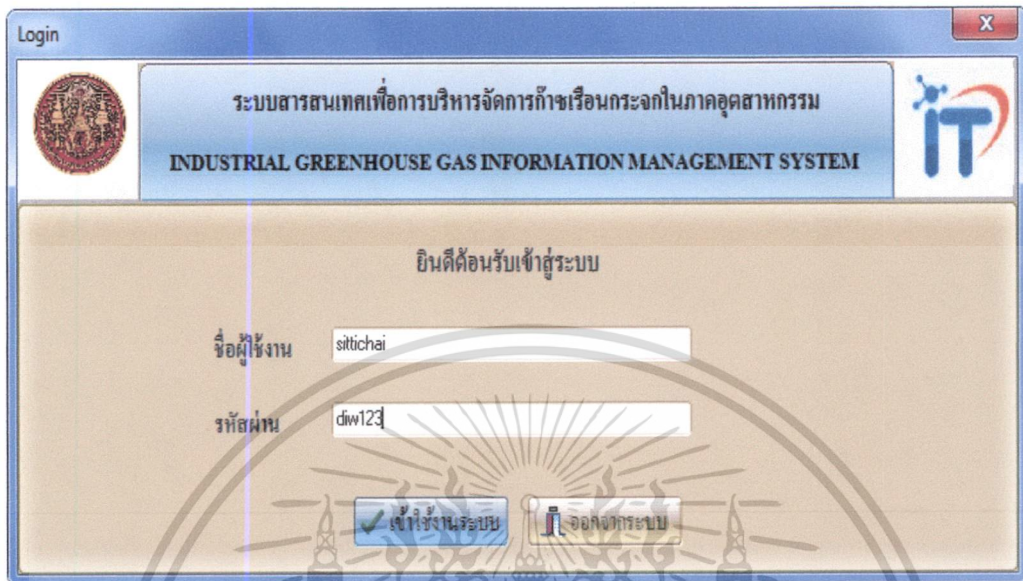 Login
X
ระบบสารสนเทศเพื่อการบริหารจัดการก๊าซเรือนกระจกในภาคอุตสาหกรรม
INDUSTRIAL GREENHOUSE GAS INFORMATION MANAGEMENT SYSTEM
iT
ยินดีต้อนรับเข้าสู่ระบบ
ชื่อผู้ใช้งาน sittichai
รหัสผ่าน diw123
เข้าใช้งานระบบ ออกจากระบบ